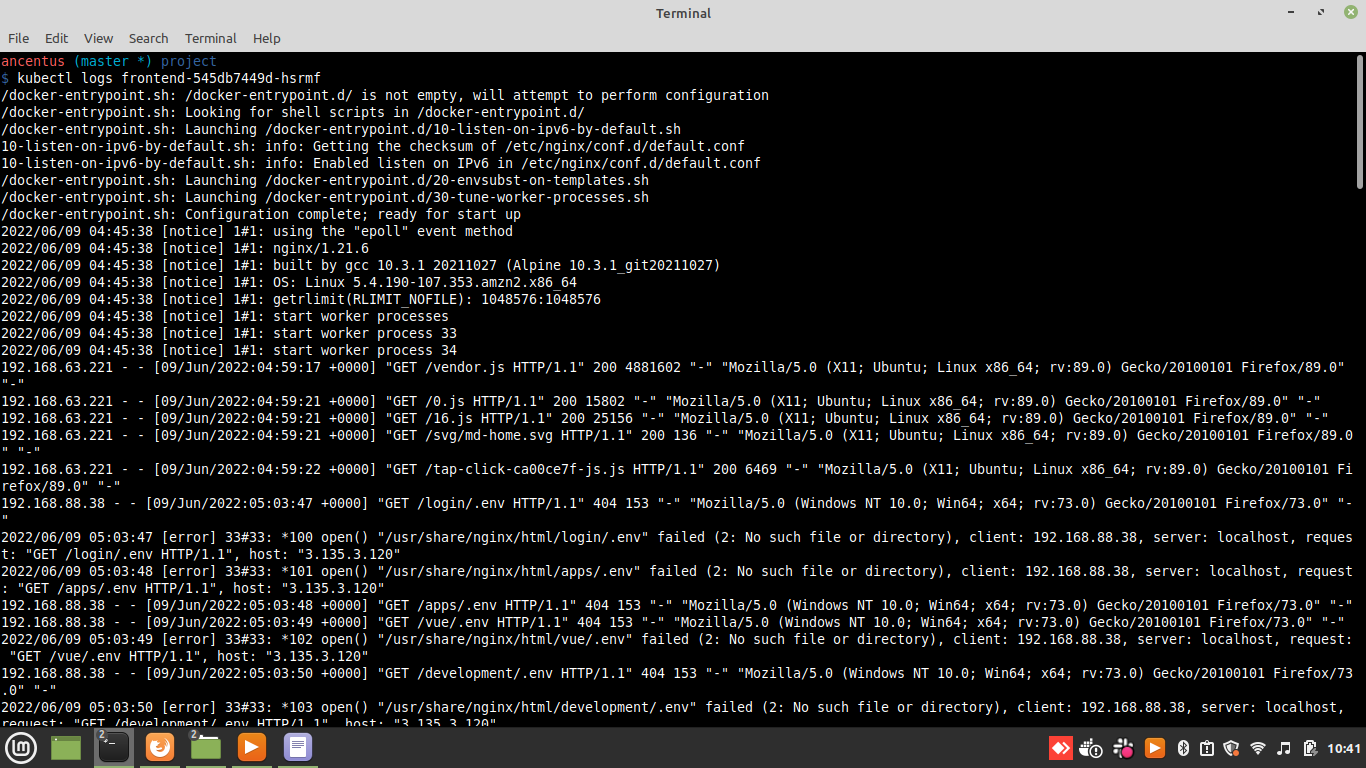 Terminal
File Edit View Search Terminal Help
ancentus (master *) project
$ kubectl logs frontend-545db7449d-hsrmf
/docker-entrypoint.sh: /docker-entrypoint.d/ is not empty, will attempt to perform configuration
/docker-entrypoint.sh: Looking for shell scripts in /docker-entrypoint.d/
/docker-entrypoint.sh: Launching /docker-entrypoint.d/10-listen-on-ipv6-by-default.sh
10-listen-on-ipv6-by-default.sh: info: Getting the checksum of /etc/nginx/conf.d/default.conf
10-listen-on-ipv6-by-default.sh: info: Enabled listen on IPv6 in /etc/nginx/conf.d/default.conf
/docker-entrypoint.sh: Launching /docker-entrypoint.d/20-envsubst-on-templates.sh
/docker-entrypoint.sh: Launching /docker-entrypoint.d/30-tune-worker-processes.sh
/docker-entrypoint.sh: Configuration complete; ready for start up
2022/06/09 04:45:38 [notice] 1#1: using the "epoll" event method
2022/06/09 04:45:38 [notice] 1#1: nginx/1.21.6
2022/06/09 04:45:38 [notice] 1#1: built by gcc 10.3.1 20211027 (Alpine 10.3.1_git20211027)
2022/06/09 04:45:38 [notice] 1#1: OS: Linux 5.4.190-107.353.amzn2.x86_64
2022/06/09 04:45:38 [notice] 1#1: getrlimit(RLIMIT_NOFILE): 1048576:1048576
2022/06/09 04:45:38 [notice] 1#1: start worker processes
2022/06/09 04:45:38 [notice] 1#1: start worker process 33
2022/06/09 04:45:38 [notice] 1#1: start worker process 34
192.168.63.221 - - [09/Jun/2022:04:59:17 +0000] "GET /vendor.js HTTP/1.1" 200 4881602 "-" "Mozilla/5.0 (X11; Ubuntu; Linux x86_64; rv:89.0) Gecko/20100101 Firefox/89.0"
"-"
192.168.63.221 - - [09/Jun/2022:04:59:21 +0000] "GET /0.js HTTP/1.1" 200 15802 "-" "Mozilla/5.0 (X11; Ubuntu; Linux x86_64; rv:89.0) Gecko/20100101 Firefox/89.0" "-"
192.168.63.221 - - [09/Jun/2022:04:59:21 +0000] "GET /16.js HTTP/1.1" 200 25156 "-" "Mozilla/5.0 (X11; Ubuntu; Linux x86_64; rv:89.0) Gecko/20100101 Firefox/89.0" "-"
192.168.63.221 - - [09/Jun/2022:04:59:21 +0000] "GET /svg/md-home.svg HTTP/1.1" 200 136 "-" "Mozilla/5.0 (X11; Ubuntu; Linux x86_64; rv:89.0) Gecko/20100101 Firefox/89.0
" "-"
192.168.63.221 - - [09/Jun/2022:04:59:22 +0000] "GET /tap-click-ca00ce7f-js.js HTTP/1.1" 200 6469 "-" "Mozilla/5.0 (X11; Ubuntu; Linux x86_64; rv:89.0) Gecko/20100101 Fi
refox/89.0" "-"
192.168.88.38 - - [09/Jun/2022:05:03:47 +0000] "GET /login/.env HTTP/1.1" 404 153 "-" "Mozilla/5.0 (Windows NT 10.0; Win64; x64; rv:73.0) Gecko/20100101 Firefox/73.0" "-
"
2022/06/09 05:03:47 [error] 33#33: *100 open() "/usr/share/nginx/html/login/.env" failed (2: No such file or directory), client: 192.168.88.38, server: localhost, reques
t: "GET /login/.env HTTP/1.1", host: "3.135.3.120"
2022/06/09 05:03:48 [error] 33#33: *101 open() "/usr/share/nginx/html/apps/.env" failed (2: No such file or directory), client: 192.168.88.38, server: localhost, request
: "GET /apps/.env HTTP/1.1", host: "3.135.3.120"
192.168.88.38 - - [09/Jun/2022:05:03:48 +0000] "GET /apps/.env HTTP/1.1" 404 153 "-" "Mozilla/5.0 (Windows NT 10.0; Win64; x64; rv:73.0) Gecko/20100101 Firefox/73.0" "-"
192.168.88.38 - - [09/Jun/2022:05:03:49 +0000] "GET /vue/.env HTTP/1.1" 404 153 "-" "Mozilla/5.0 (Windows NT 10.0; Win64; x64; rv:73.0) Gecko/20100101 Firefox/73.0" "-"
2022/06/09 05:03:49 [error] 33#33: *102 open() "/usr/share/nginx/html/vue/.env" failed (2: No such file or directory), client: 192.168.88.38, server: localhost, request:
"GET /vue/.env HTTP/1.1", host: "3.135.3.120"
192.168.88.38 - - [09/Jun/2022:05:03:50 +0000] "GET /development/.env HTTP/1.1" 404 153 "-" "Mozilla/5.0 (Windows NT 10.0; Win64; x64; rv:73.0) Gecko/20100101 Firefox/73
.0" "-"
2022/06/09 05:03:50 [error] 33#33: *103 open() "/usr/share/nginx/html/development/.env" failed (2: No such file or directory), client: 192.168.88.38, server: localhost,
request: "GET /development/.env HTTP/1.1", host: "3.135.3.120"
2 2 10:41